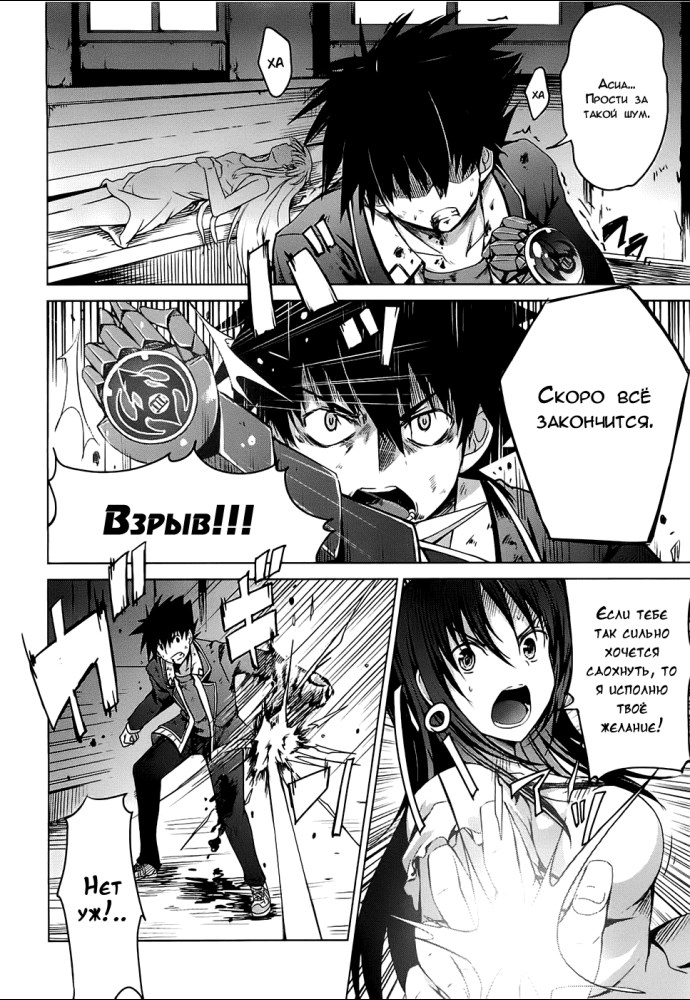 Асиа...
Прости за
такой шум.
ха
ха
Скоро всё
закончится.
Взрыв!!!
Если тебе
так сильно
хочется
сдохнуть, то
я исполню
твоё
желание!
Нет
уж!..